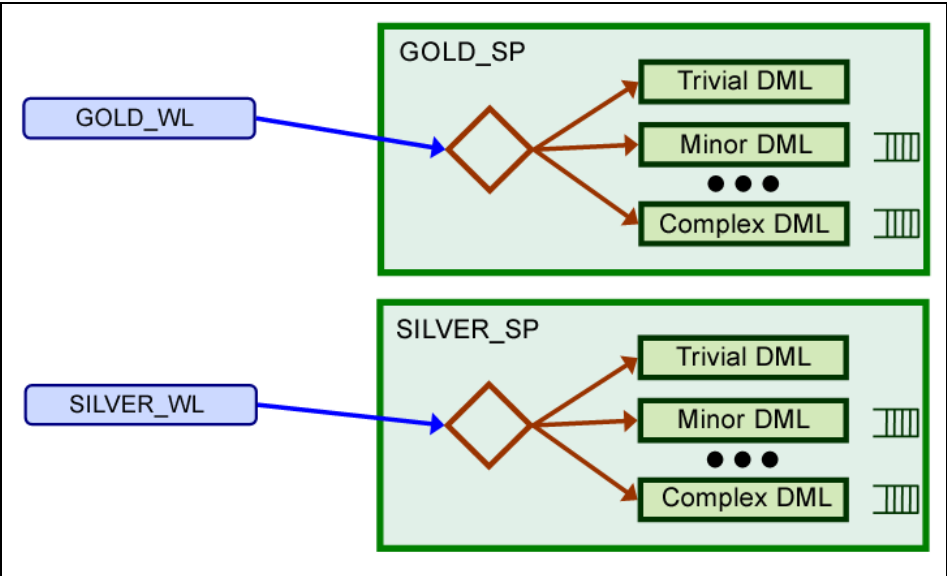 GOLD_SP
Trivial DML
GOLD_WL
Minor DML
Complex DML
SILVER_SP
Trivial DML
SILVER_WL
Minor DML
Complex DML